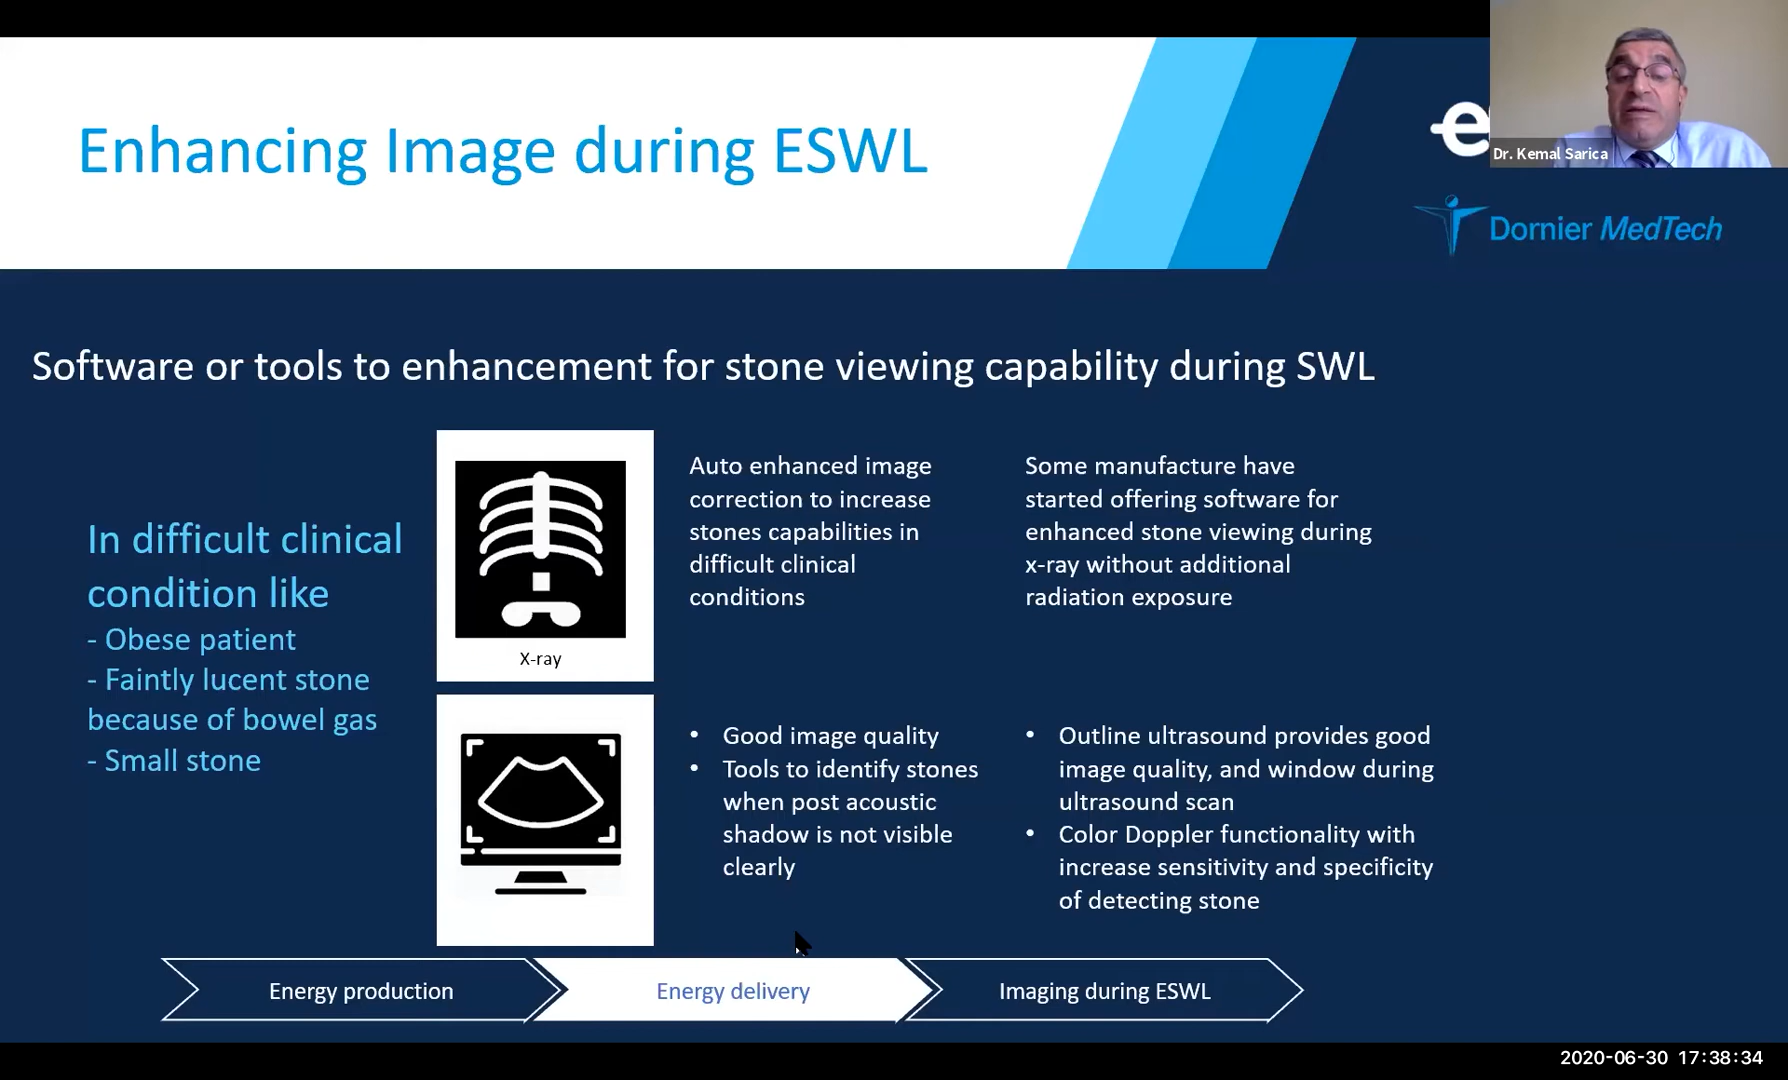 Enhancing Image during ESWL
e
Dr. Kemal Sarica
Dornier MedTech
Software or tools to enhancement for stone viewing capability during SWL
In difficult clinical
condition like
- Obese patient
- Faintly lucent stone
because of bowel gas
- Small stone
X-ray
Auto enhanced image
correction to increase
stones capabilities in
difficult clinical
conditions
Some manufacture have
started offering software for
enhanced stone viewing during
x-ray without additional
radiation exposure
• Good image quality
• Tools to identify stones
when post acoustic
shadow is not visible
clearly
• Outline ultrasound provides good
image quality, and window during
ultrasound scan
• Color Doppler functionality with
increase sensitivity and specificity
of detecting stone
Energy production
Energy delivery
Imaging during ESWL
2020-06-30 17:38:34